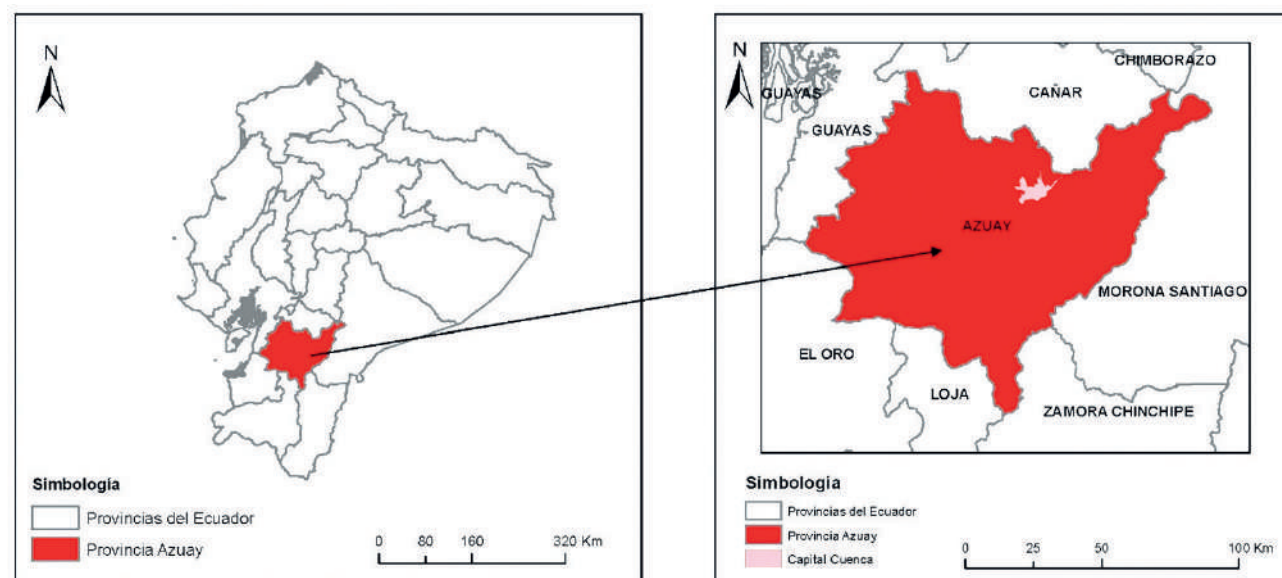 N
Simbología
Provincias del Ecuador
Provincia Azuay
0 80 160 320 Km
N
CHIMBORAZO
GUAYAS
CAÑAR
GUAYAS
AZUAY
MORONA SANTIAGO
EL ORO
LOJA
ZAMORA CHINCHIPE
Simbología
Provincias del Ecuador
Provincia Azuay
Capital Cuenca
0 25 50 100 Km